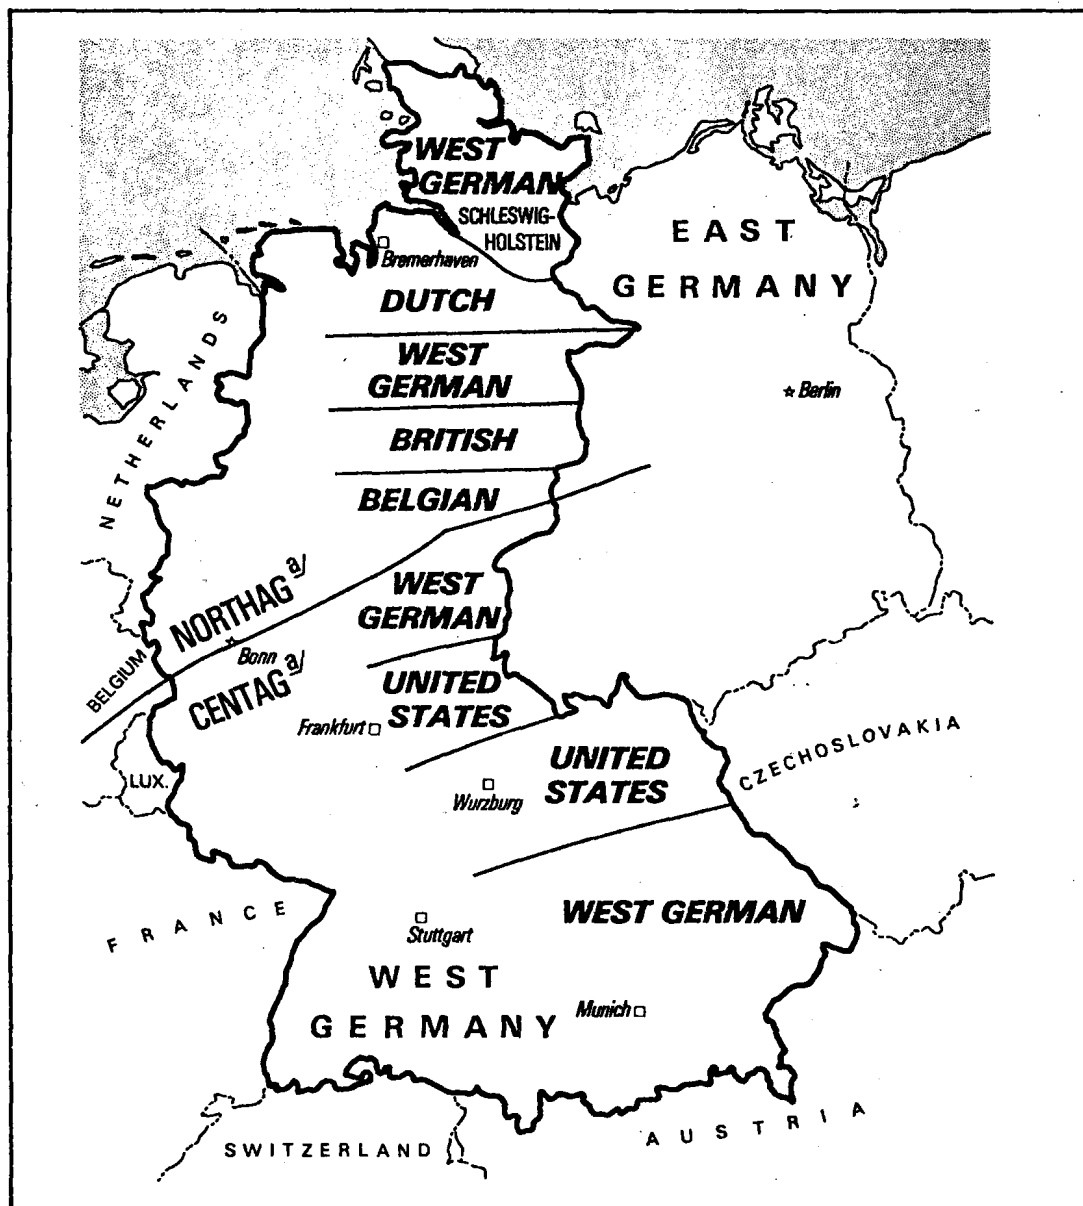 WEST
GERMAN
SCHLESWIG-
HOLSTEIN
EAST
GERMANY
Bremerhaven
DUTCH
NETHERLANDS
WEST
GERMAN
Berlin
BRITISH
BELGIAN
NORTHAG a/
WEST
GERMAN
BELGIUM
Bonn
CENTAG a/
UNITED
STATES
Frankfurt
CZECHOSLOVAKIA
UNITED
STATES
LUX.
Wurzburg
FRANCE
WEST GERMAN
Stuttgart
WEST
GERMANY
Munich
AUSTRIA
SWITZERLAND